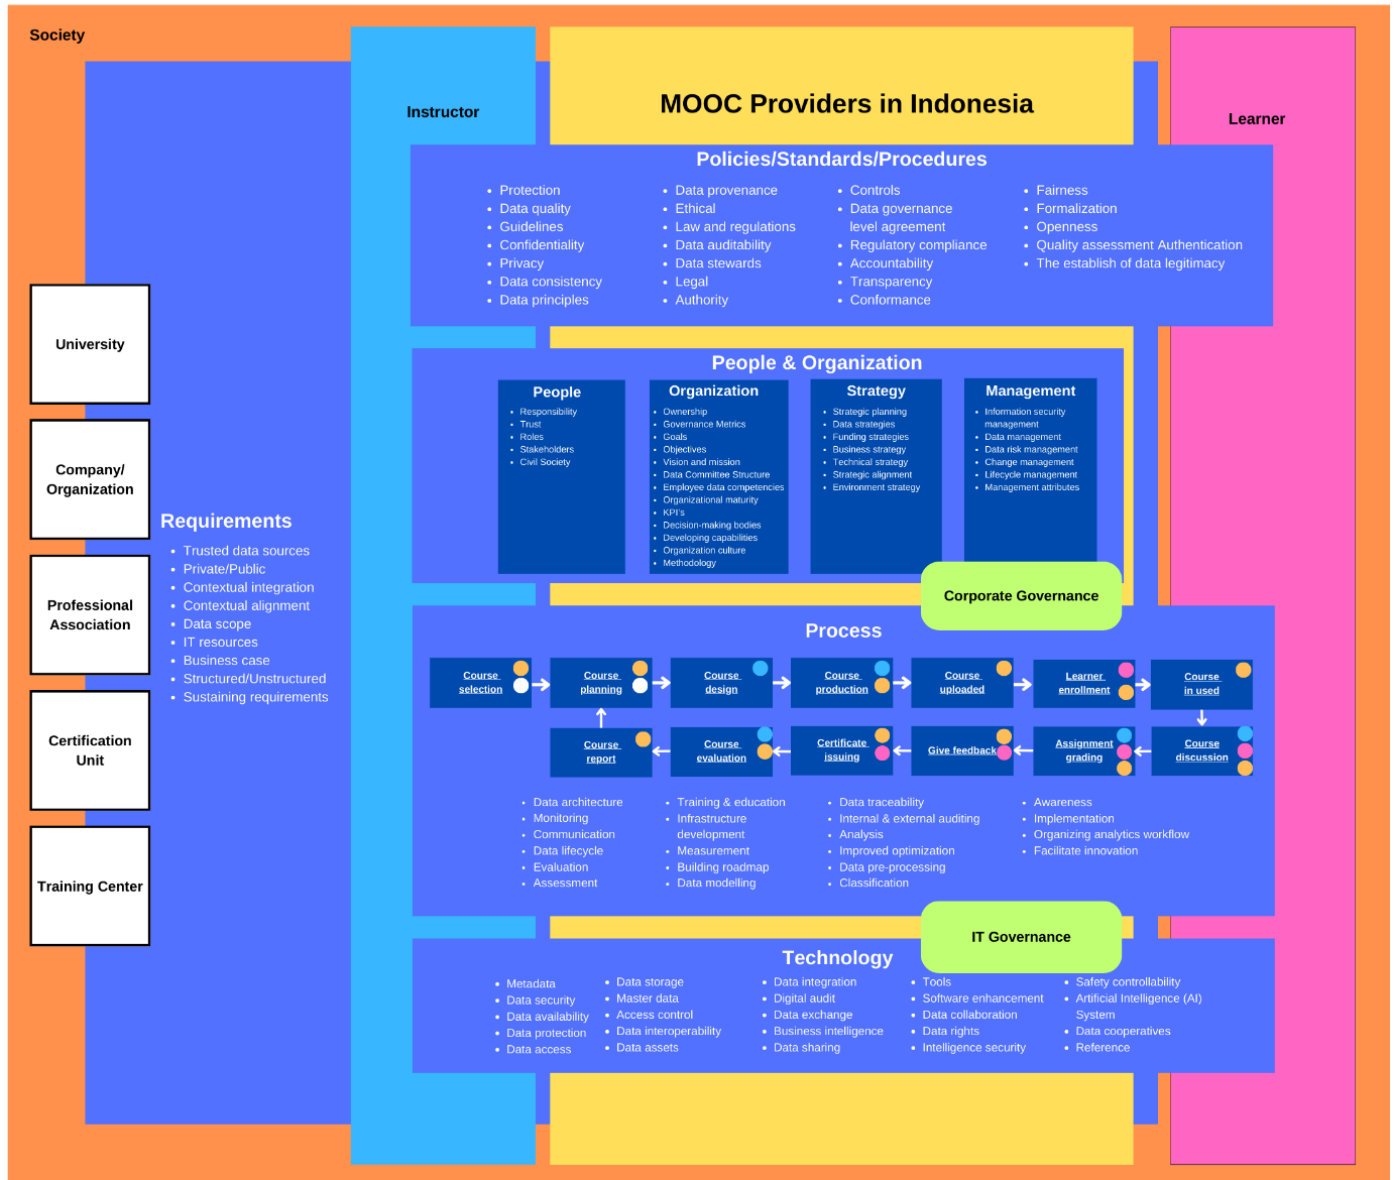 Society
Instructor
MOOC Providers in Indonesia
Learner
Policies/Standards/Procedures
• Protection
• Data quality
• Guidelines
• Confidentiality
• Privacy
• Data consistency
• Data principles
• Data provenance
• Ethical
• Law and regulations
• Data auditability
• Data stewards
• Legal
• Authority
• Controls
• Data governance
level agreement
• Regulatory compliance
• Accountability
• Transparency
• Conformance
• Fairness
• Formalization
• Openness
• Quality assessment Authentication
• The establish of data legitimacy
University
Company/
Organization
Professional
Association
Certification
Unit
Training Center
Requirements
• Trusted data sources
• Private/Public
• Contextual integration
• Contextual alignment
• Data scope
• IT resources
• Business case
• Structured/Unstructured
• Sustaining requirements
People & Organization
People
• Responsibility
• Trust
• Roles
• Stakeholders
• Civil Society
Organization
• Ownership
• Governance Metrics
• Goals
• Objectives
• Vision and mission
• Data Committee Structure
• Employee data competencies
• Organizational maturity
• KPI's
• Decision-making bodies
• Developing capabilities
• Organization culture
• Methodology
Strategy
• Strategic planning
• Data strategies
• Funding strategies
• Business strategy
• Technical strategy
• Strategic alignment
• Environment strategy
Management
• Information security
management
• Data management
• Data risk management
• Change management
• Lifecycle management
• Management attributes
Corporate Governance
Process
Course
selection
Course
planning
Course
design
Course
production
Course
uploaded
Learner
enrollment
Course
in used
Course
report
Course
evaluation
Certificate
issuing
Give feedback
Assignment
grading
Course
discussion
• Data architecture
• Monitoring
• Communication
• Data lifecycle
• Evaluation
• Assessment
• Training & education
• Infrastructure
development
• Measurement
• Building roadmap
• Data modelling
• Data traceability
• Internal & external auditing
• Analysis
• Improved optimization
• Data pre-processing
• Classification
• Awareness
• Implementation
• Organizing analytics workflow
• Facilitate innovation
IT Governance
Technology
• Metadata
• Data security
• Data availability
• Data protection
• Data access
• Data storage
• Master data
• Access control
• Data interoperability
• Data assets
• Data integration
• Digital audit
• Data exchange
• Business intelligence
• Data sharing
• Tools
• Software enhancement
• Data collaboration
• Data rights
• Intelligence security
• Safety controllability
• Artificial Intelligence (AI)
System
• Data cooperatives
• Reference